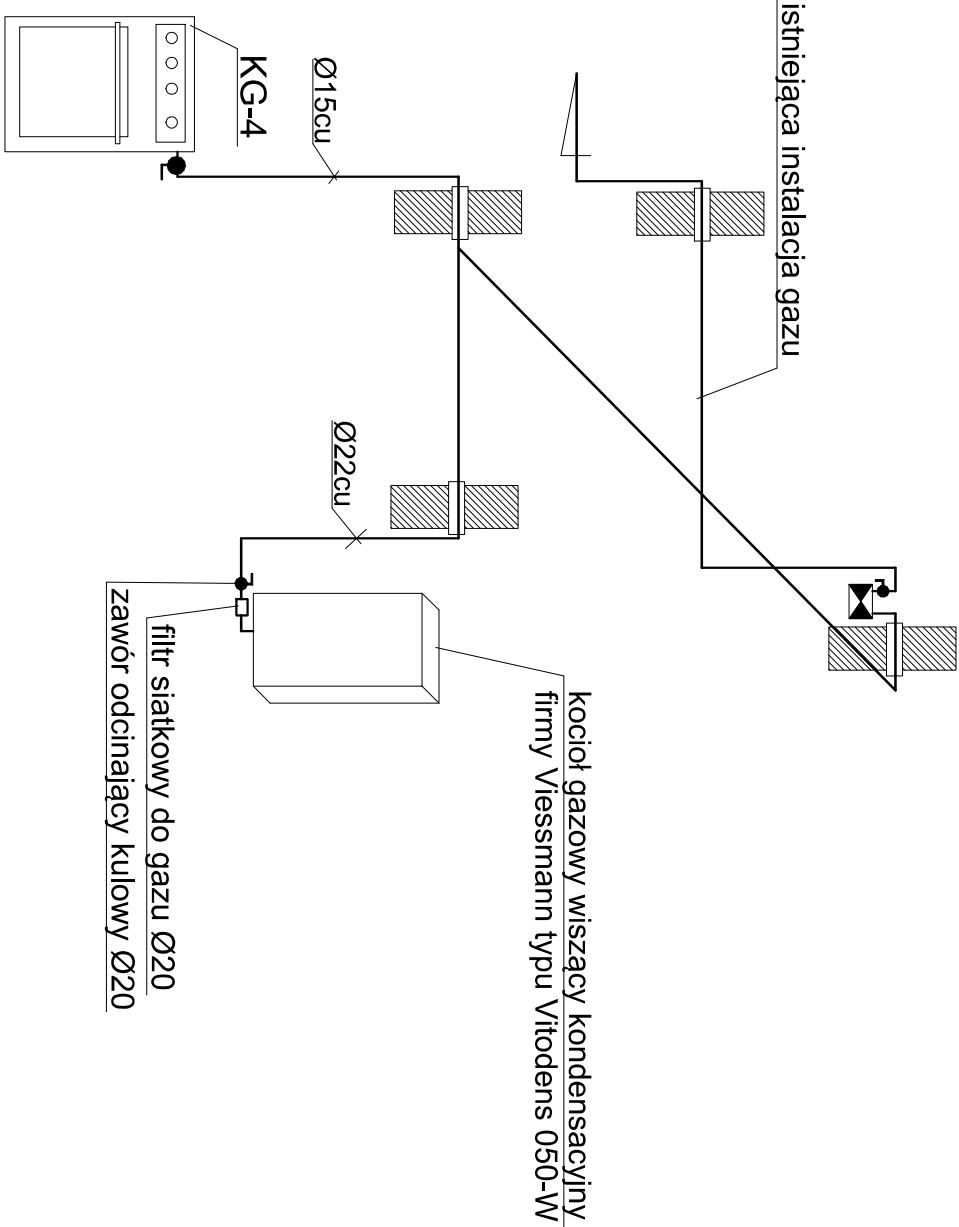 istniejąca instalacja gazu
KG-4
Ø15cu
Ø22cu
kocioł gazowy wiszący kondensacyjny
firmy Viessmann typu Vitodens 050-W
filtr siatkowy do gazu Ø20
zawór odcinający kulowy Ø20